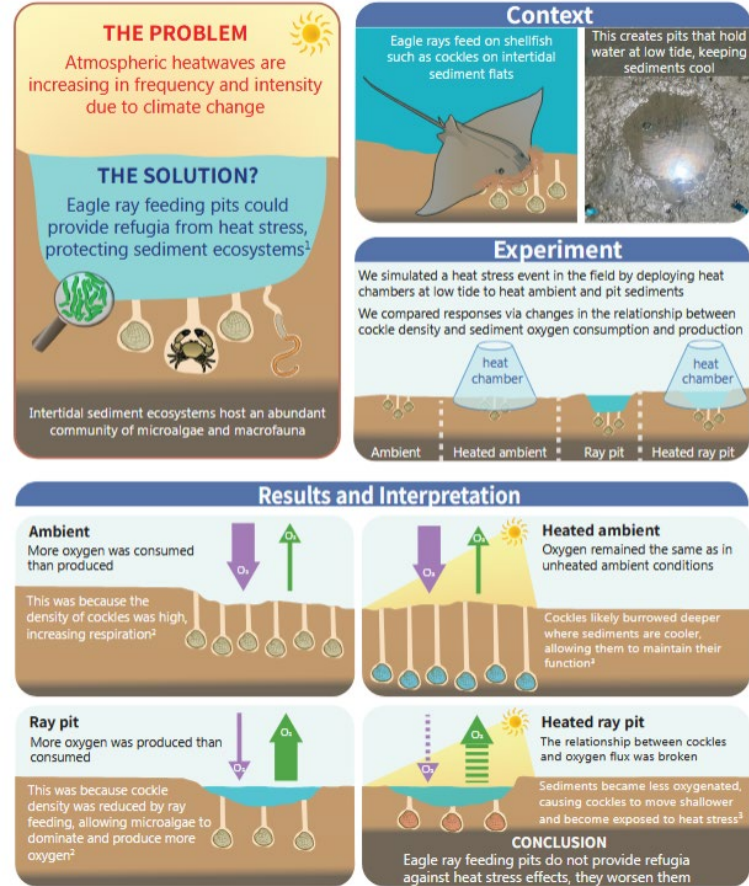 THE PROBLEM
Atmospheric heatwaves are
increasing in frequency and intensity
due to climate change
THE SOLUTION?
Eagle ray feeding pits could
provide refugia from heat stress,
protecting sediment ecosystems¹
Intertidal sediment ecosystems host an abundant
community of microalgae and macrofauna
Context
Eagle rays feed on shellfish
such as cockles on intertidal
sediment flats
This creates pits that hold
water at low tide, keeping
sediments cool
Experiment
We simulated a heat stress event in the field by deploying heat
chambers at low tide to heat ambient and pit sediments
We compared responses via changes in the relationship between
cockle density and sediment oxygen consumption and production
heat
chamber
heat
chamber
Ambient
Heated ambient
Ray pit
Heated ray pit
Results and Interpretation
Ambient
More oxygen was consumed
than produced
O₂
O₂
This was because the
density of cockles was high,
increasing respiration²
Heated ambient
Oxygen remained the same as in
unheated ambient conditions
O₂
O₂
Cockles likely burrowed deeper
where sediments are cooler,
allowing them to maintain their
function³
Ray pit
More oxygen was produced than
consumed
O₂
O₂
This was because cockle
density was reduced by ray
feeding, allowing microalgae to
dominate and produce more
oxygen²
Heated ray pit
The relationship between cockles
and oxygen flux was broken
O₂
O₂
Sediments became less oxygenated,
causing cockles to move shallower
and become exposed to heat stress³
CONCLUSION
Eagle ray feeding pits do not provide refugia
against heat stress effects, they worsen them